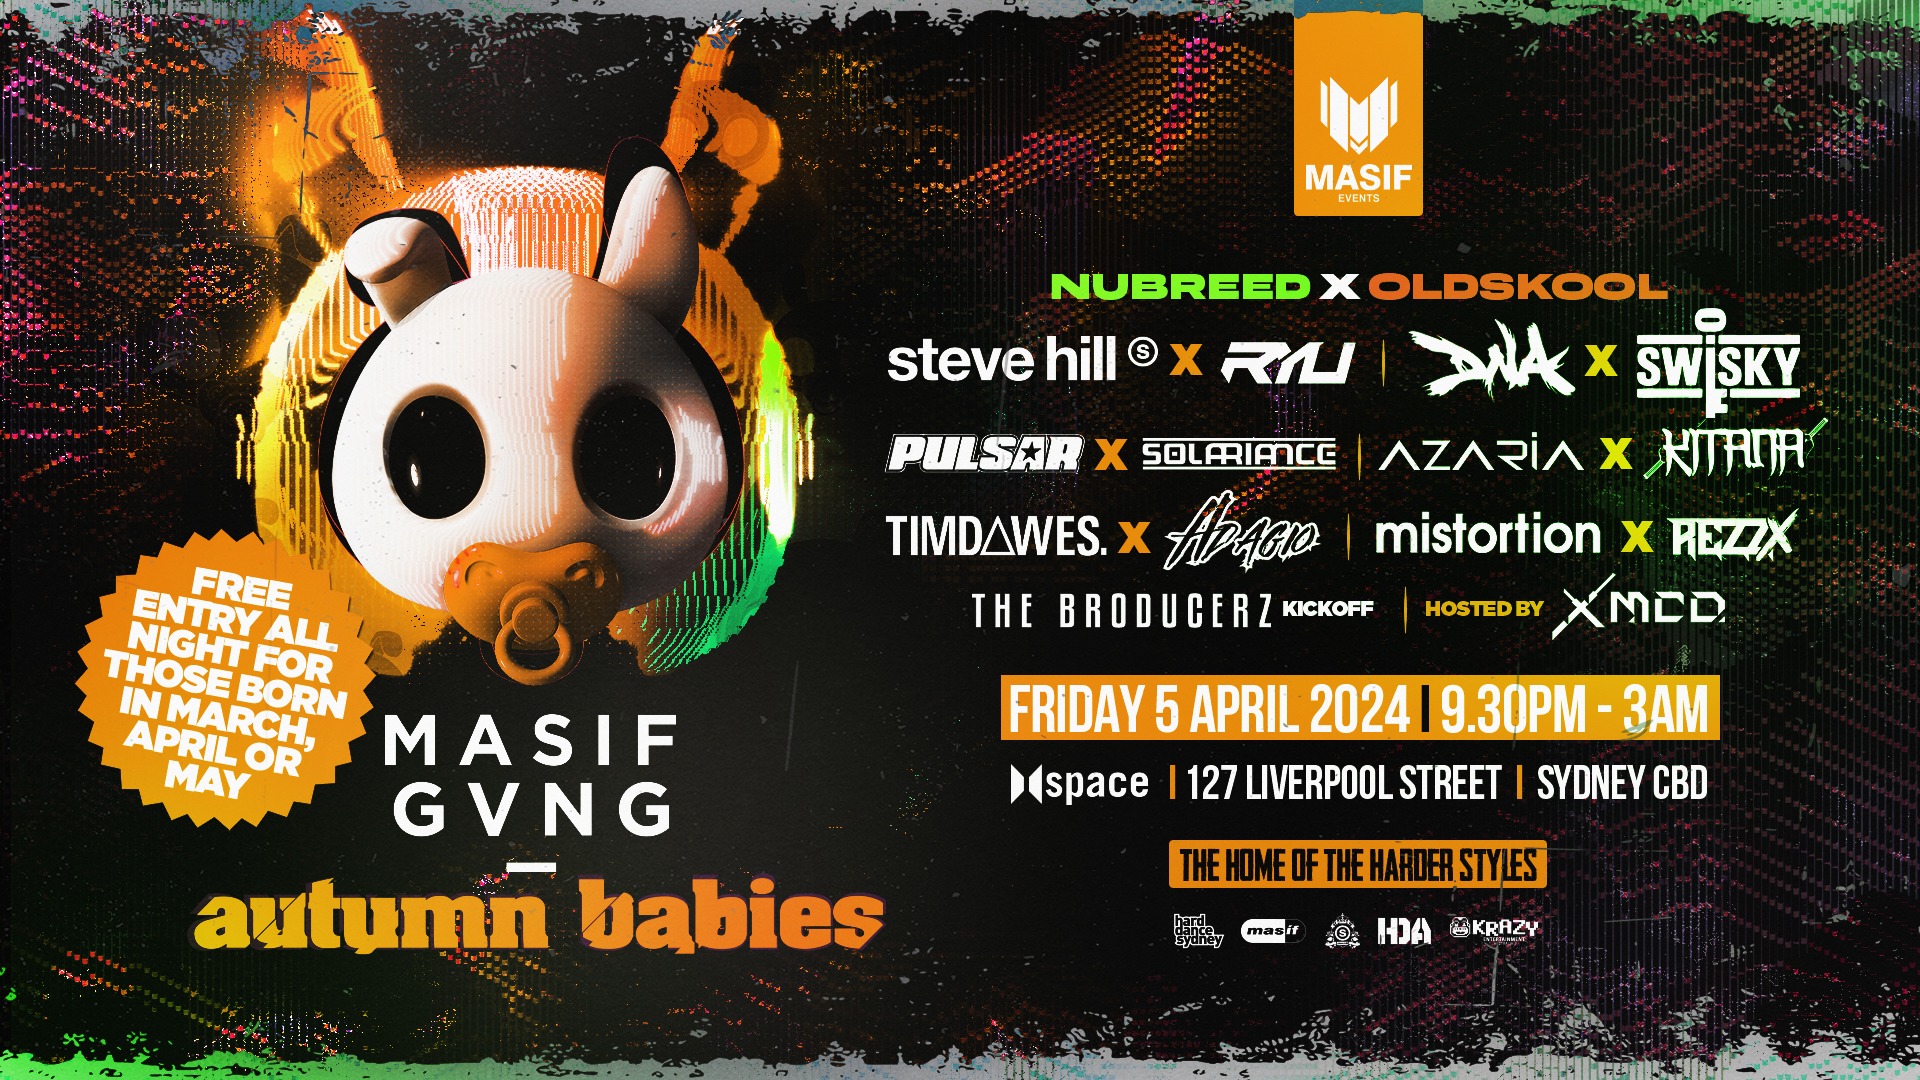 MASIF
EVENTS
NUBREED X OLDSKOOL
steve hill S X RYU | DNA X SWISKY
PULSAR X SOLARIANCE | AZARIA X KITANA
TIMDAWES. X ADAGIO | mistortion X REZZX
THE BRODUCERZ KICKOFF | HOSTED BY XMCD
FRIDAY 5 APRIL 2024 | 9.30PM - 3AM
space | 127 LIVERPOOL STREET | SYDNEY CBD
THE HOME OF THE HARDER STYLES
hard
dance
sydney
masif
S
HDA
KRAZY
ENTERTAINMENT
FREE
ENTRY ALL
NIGHT FOR
THOSE BORN
IN MARCH,
APRIL OR
MAY
MASIF
GVNG
autumn babies